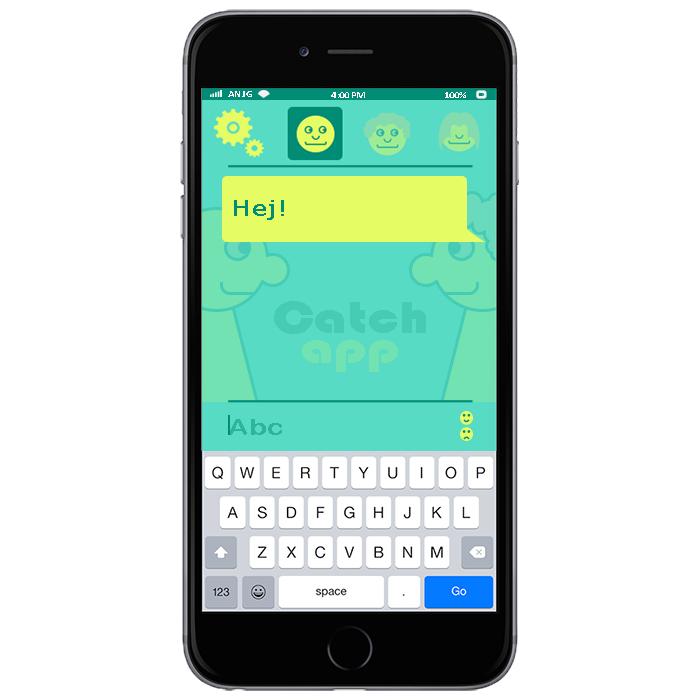 ANJG 4:00 PM 100%
Hej!
Catch
app
Abc
Q W E R T Y U I O P
A S D F G H J K L
Z X C V B N M
123 space . Go